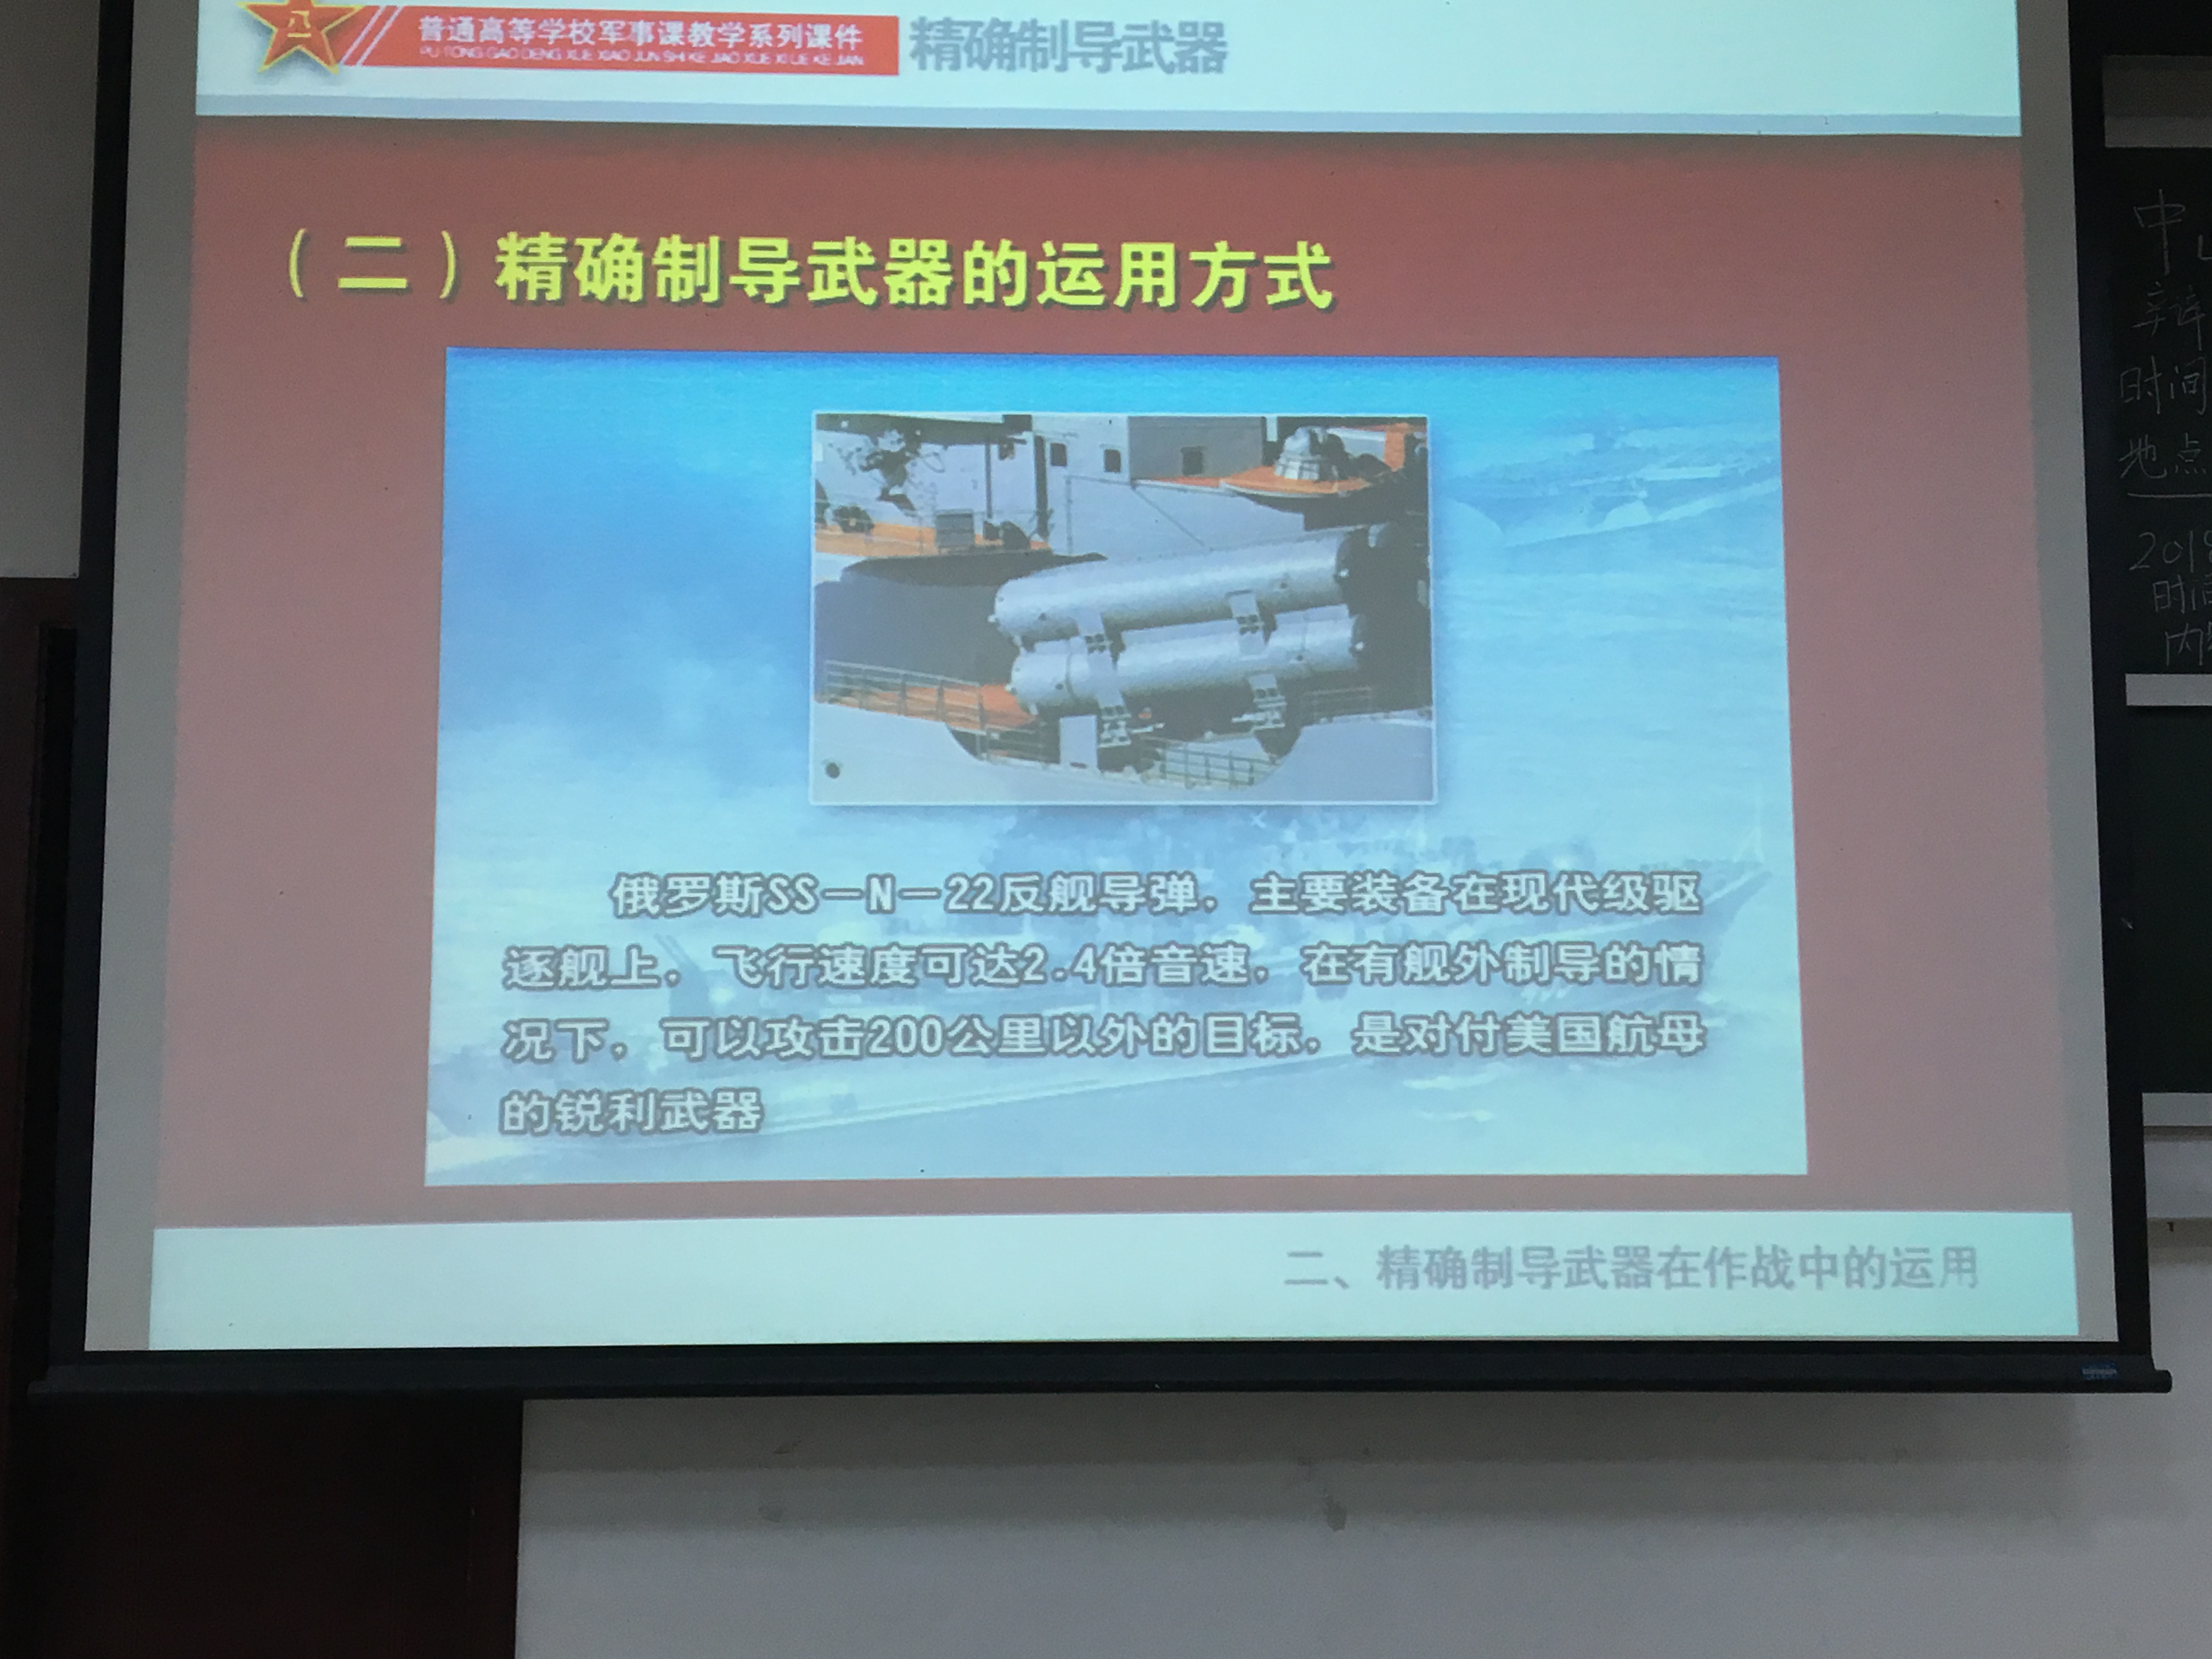 八一
普通高等学校军事课教学系列课件
PU TONG GAO DENG XUE XIAO JUN SHI KE JIAO XUE XI LIE KE JIAN
精确制导武器
（二）精确制导武器的运用方式
俄罗斯SS－N－22反舰导弹，主要装备在现代级驱
逐舰上，飞行速度可达2.4倍音速，在有舰外制导的情
况下，可以攻击200公里以外的目标，是对付美国航母
的锐利武器
二、精确制导武器在作战中的运用
中
辩
时间
地点
201
时间
内